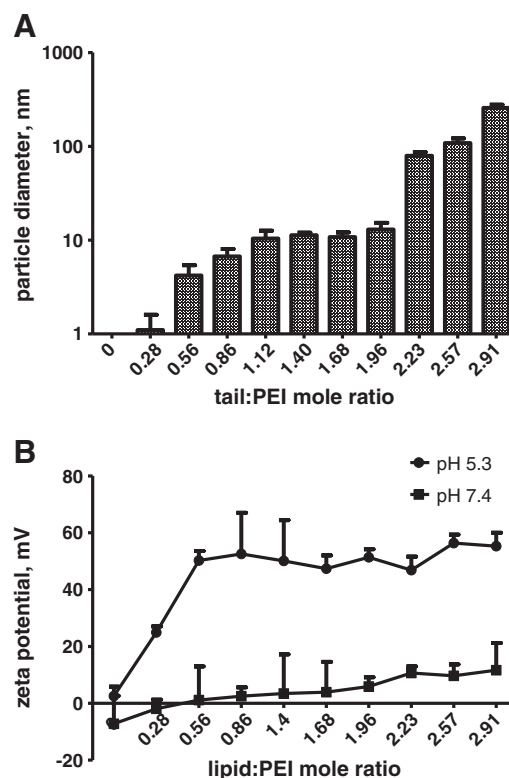 A
particle diameter, nm
1000
100
10
1
0 0.28 0.56 0.86 1.12 1.40 1.68 1.96 2.23 2.57 2.91
tail:PEI mole ratio
B
zeta potential, mV
pH 5.3
pH 7.4
80
60
40
20
0
-20
0.28 0.56 0.86 1.4 1.68 1.96 2.23 2.57 2.91
lipid:PEI mole ratio